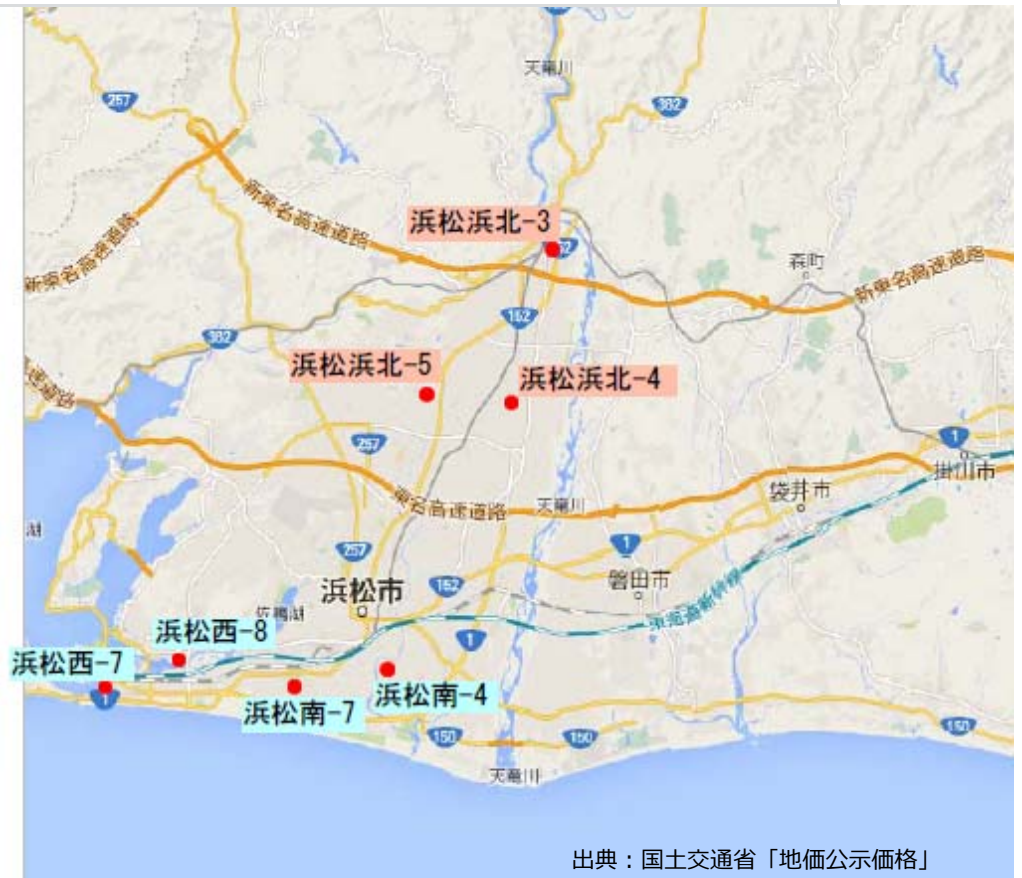 天竜川
257
362
新東名高速道路
浜松浜北-3
152
新東名高速道路
森町
新東名高速道路
152
362
浜松浜北-5
浜松浜北-4
257
1
掛川市
袋井市
東名高速道路
天竜川
257
1
浜松市
152
磐田市
佐鳴湖
東海道新幹線
浜松西-8
1
浜松西-7
浜松南-4
1
浜松南-7
150
150
150
天竜川
出典：国土交通省「地価公示価格」